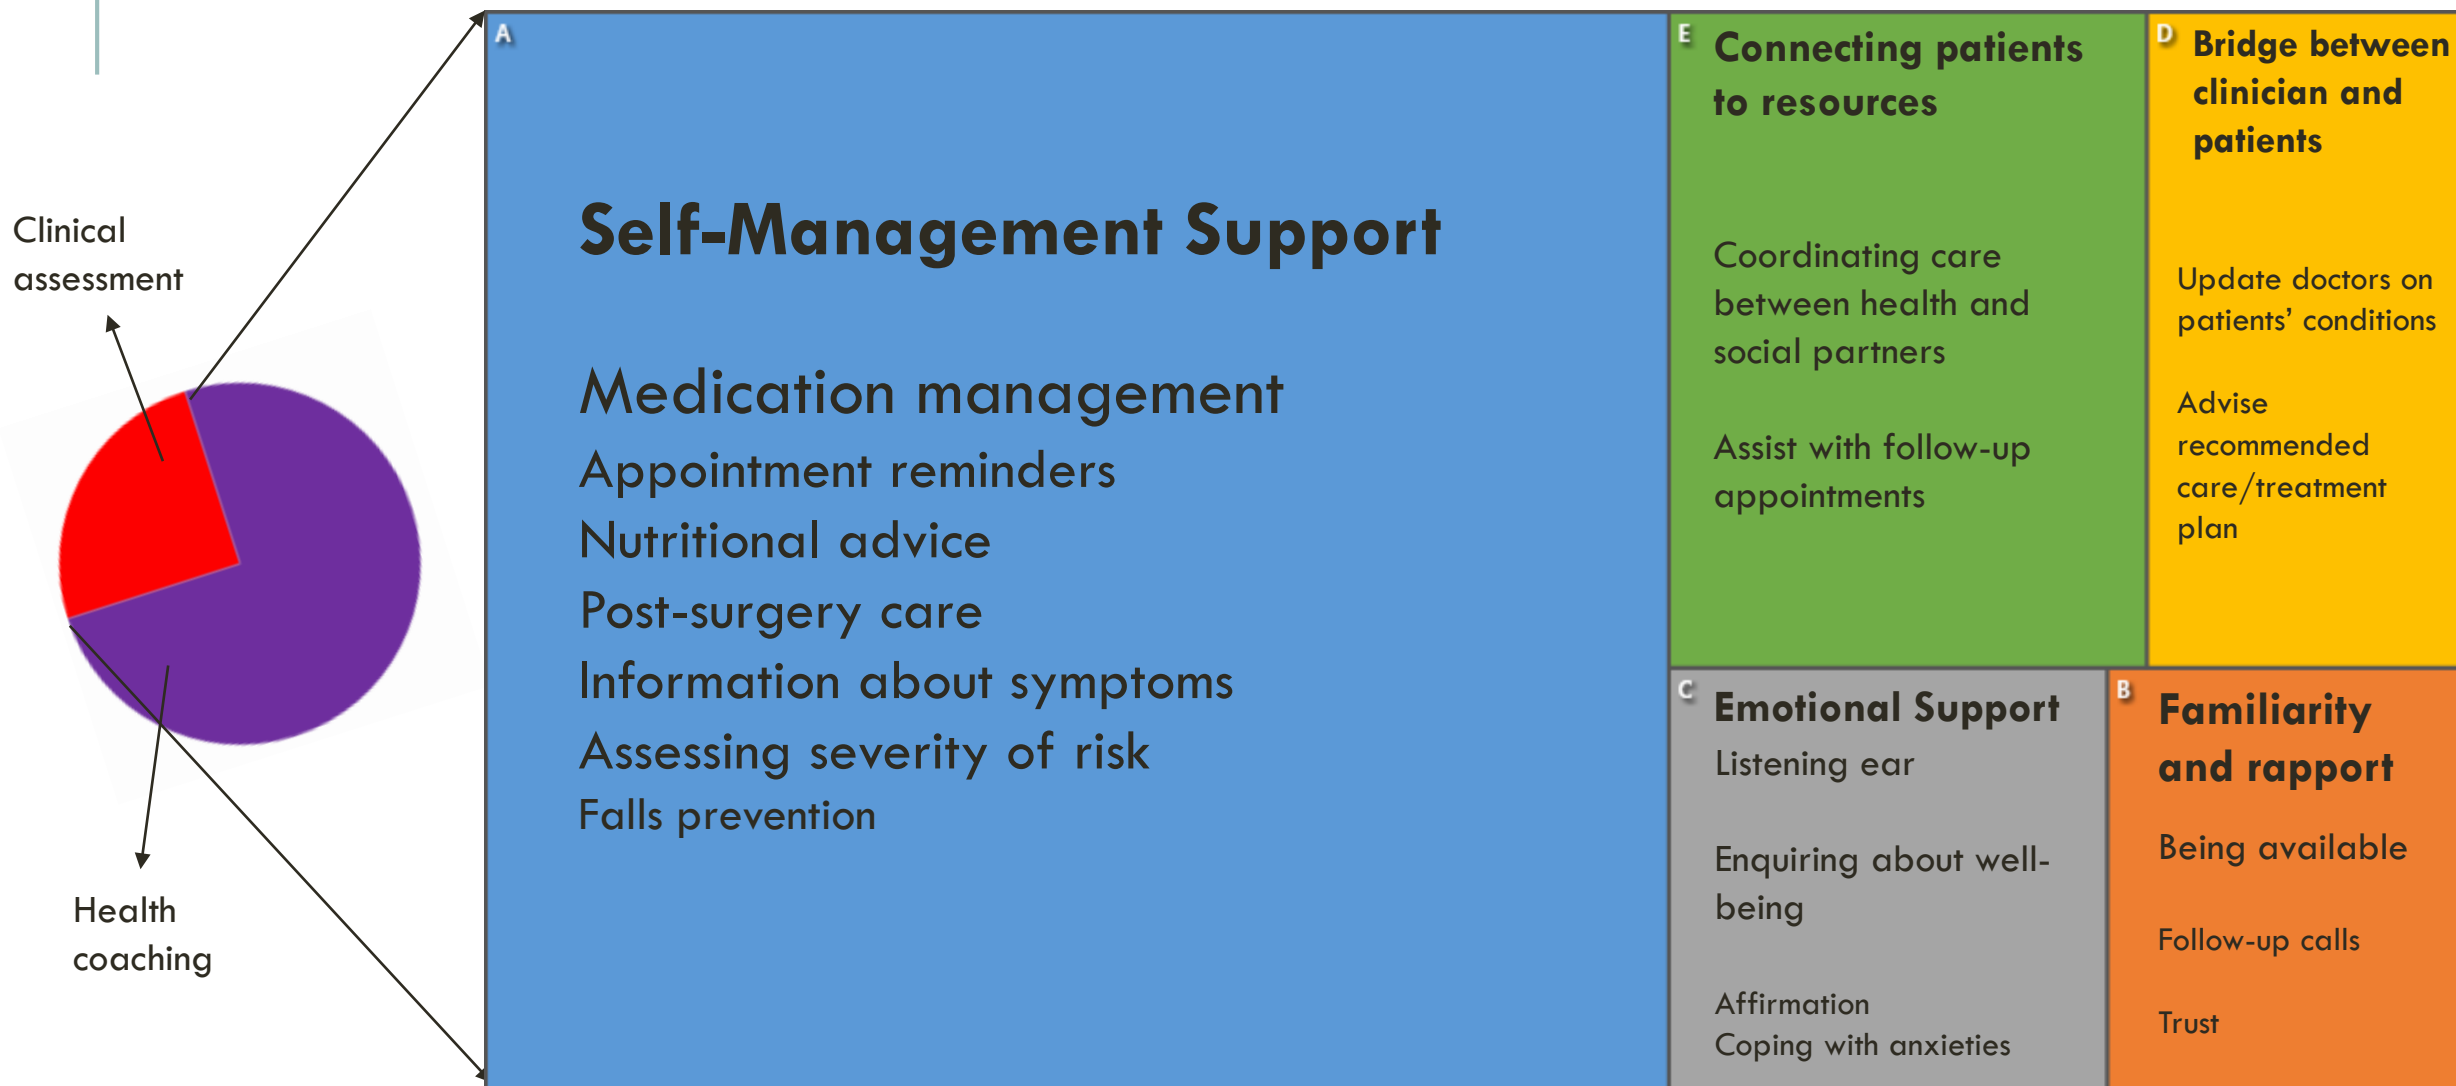 Clinical
assessment
Health
coaching
A
Self-Management Support
Medication management
Appointment reminders
Nutritional advice
Post-surgery care
Information about symptoms
Assessing severity of risk
Falls prevention
E
Connecting patients
to resources
Coordinating care
between health and
social partners
Assist with follow-up
appointments
D
Bridge between
clinician and
patients
Update doctors on
patients’ conditions
Advise
recommended
care/treatment
plan
C
Emotional Support
Listening ear
Enquiring about well-
being
Affirmation
Coping with anxieties
B
Familiarity
and rapport
Being available
Follow-up calls
Trust